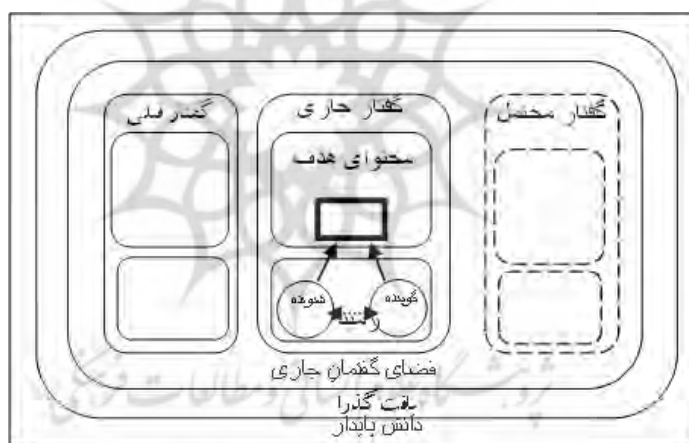 گفتار محتمل
گفتار جاری
گفتار قبلی
محتوای هدف
گوینده
شنونده
فضای گفتمان جاری
بافت گذرا
دانش پایدار